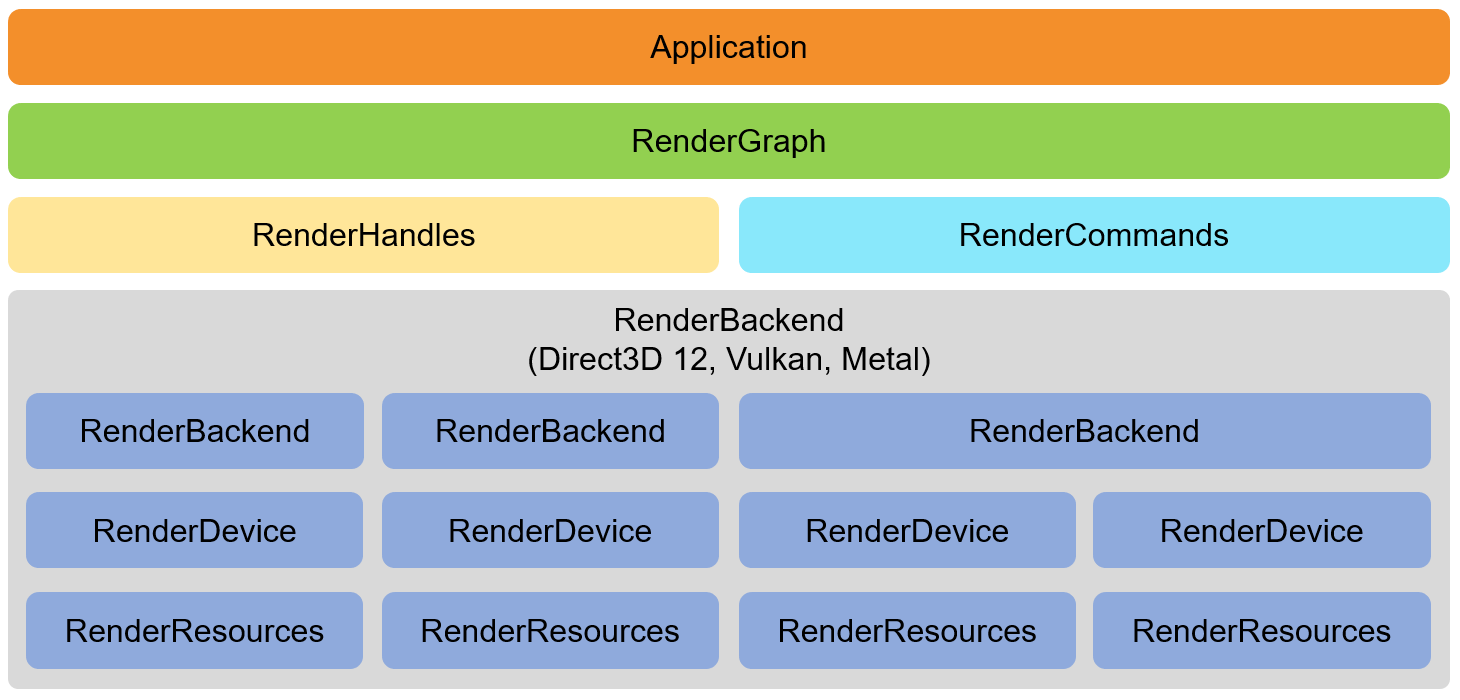 Application
RenderGraph
RenderHandles
RenderCommands
RenderBackend
(Direct3D 12, Vulkan, Metal)
RenderBackend
RenderBackend
RenderBackend
RenderDevice
RenderDevice
RenderDevice
RenderDevice
RenderResources
RenderResources
RenderResources
RenderResources